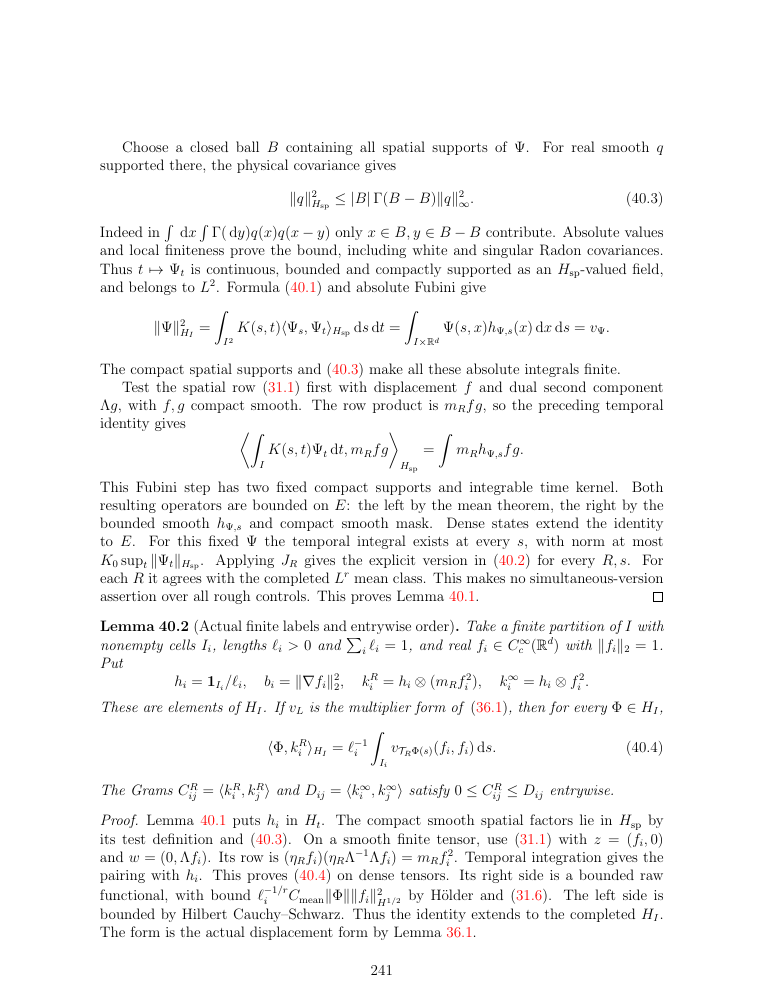 Choose a closed ball B containing all spatial supports of Ψ. For real smooth q
supported there, the physical covariance gives
‖q‖²_{H_sp} ≤ |B| Γ(B − B)‖q‖²_∞. (40.3)
Indeed in ∫ dx ∫ Γ( dy)q(x)q(x − y) only x ∈ B, y ∈ B − B contribute. Absolute values
and local finiteness prove the bound, including white and singular Radon covariances.
Thus t ↦ Ψ_t is continuous, bounded and compactly supported as an H_sp-valued field,
and belongs to L². Formula (40.1) and absolute Fubini give
‖Ψ‖²_{H_I} = ∫_{I²} K(s, t)⟨Ψ_s, Ψ_t⟩_{H_sp} ds dt = ∫_{I×ℝ^d} Ψ(s, x)h_{Ψ,s}(x) dx ds = v_Ψ.
The compact spatial supports and (40.3) make all these absolute integrals finite.
Test the spatial row (31.1) first with displacement f and dual second component
Λg, with f, g compact smooth. The row product is m_R fg, so the preceding temporal
identity gives
⟨∫_I K(s, t)Ψ_t dt, m_R fg⟩_{H_sp} = ∫ m_R h_{Ψ,s} fg.
This Fubini step has two fixed compact supports and integrable time kernel. Both
resulting operators are bounded on E: the left by the mean theorem, the right by the
bounded smooth h_{Ψ,s} and compact smooth mask. Dense states extend the identity
to E. For this fixed Ψ the temporal integral exists at every s, with norm at most
K_0 sup_t ‖Ψ_t‖_{H_sp}. Applying J_R gives the explicit version in (40.2) for every R, s. For
each R it agrees with the completed L^r mean class. This makes no simultaneous-version
assertion over all rough controls. This proves Lemma 40.1. □
Lemma 40.2 (Actual finite labels and entrywise order). Take a finite partition of I with
nonempty cells I_i, lengths ℓ_i > 0 and ∑_i ℓ_i = 1, and real f_i ∈ C_c^∞(ℝ^d) with ‖f_i‖_2 = 1.
Put
h_i = 1_{I_i}/ℓ_i, b_i = ‖∇f_i‖²_2, k_i^R = h_i ⊗ (m_R f_i²), k_i^∞ = h_i ⊗ f_i².
These are elements of H_I. If v_L is the multiplier form of (36.1), then for every Φ ∈ H_I,
⟨Φ, k_i^R⟩_{H_I} = ℓ_i^{-1} ∫_{I_i} v_{𝒯_RΦ(s)}(f_i, f_i) ds. (40.4)
The Grams C_{ij}^R = ⟨k_i^R, k_j^R⟩ and D_{ij} = ⟨k_i^∞, k_j^∞⟩ satisfy 0 ≤ C_{ij}^R ≤ D_{ij} entrywise.
Proof. Lemma 40.1 puts h_i in H_t. The compact smooth spatial factors lie in H_sp by
its test definition and (40.3). On a smooth finite tensor, use (31.1) with z = (f_i, 0)
and w = (0, Λf_i). Its row is (η_R f_i)(η_R Λ^{-1}Λf_i) = m_R f_i². Temporal integration gives the
pairing with h_i. This proves (40.4) on dense tensors. Its right side is a bounded raw
functional, with bound ℓ_i^{-1/r} C_mean‖Φ‖‖f_i‖²_{H^{1/2}} by Hölder and (31.6). The left side is
bounded by Hilbert Cauchy–Schwarz. Thus the identity extends to the completed H_I.
The form is the actual displacement form by Lemma 36.1.
241